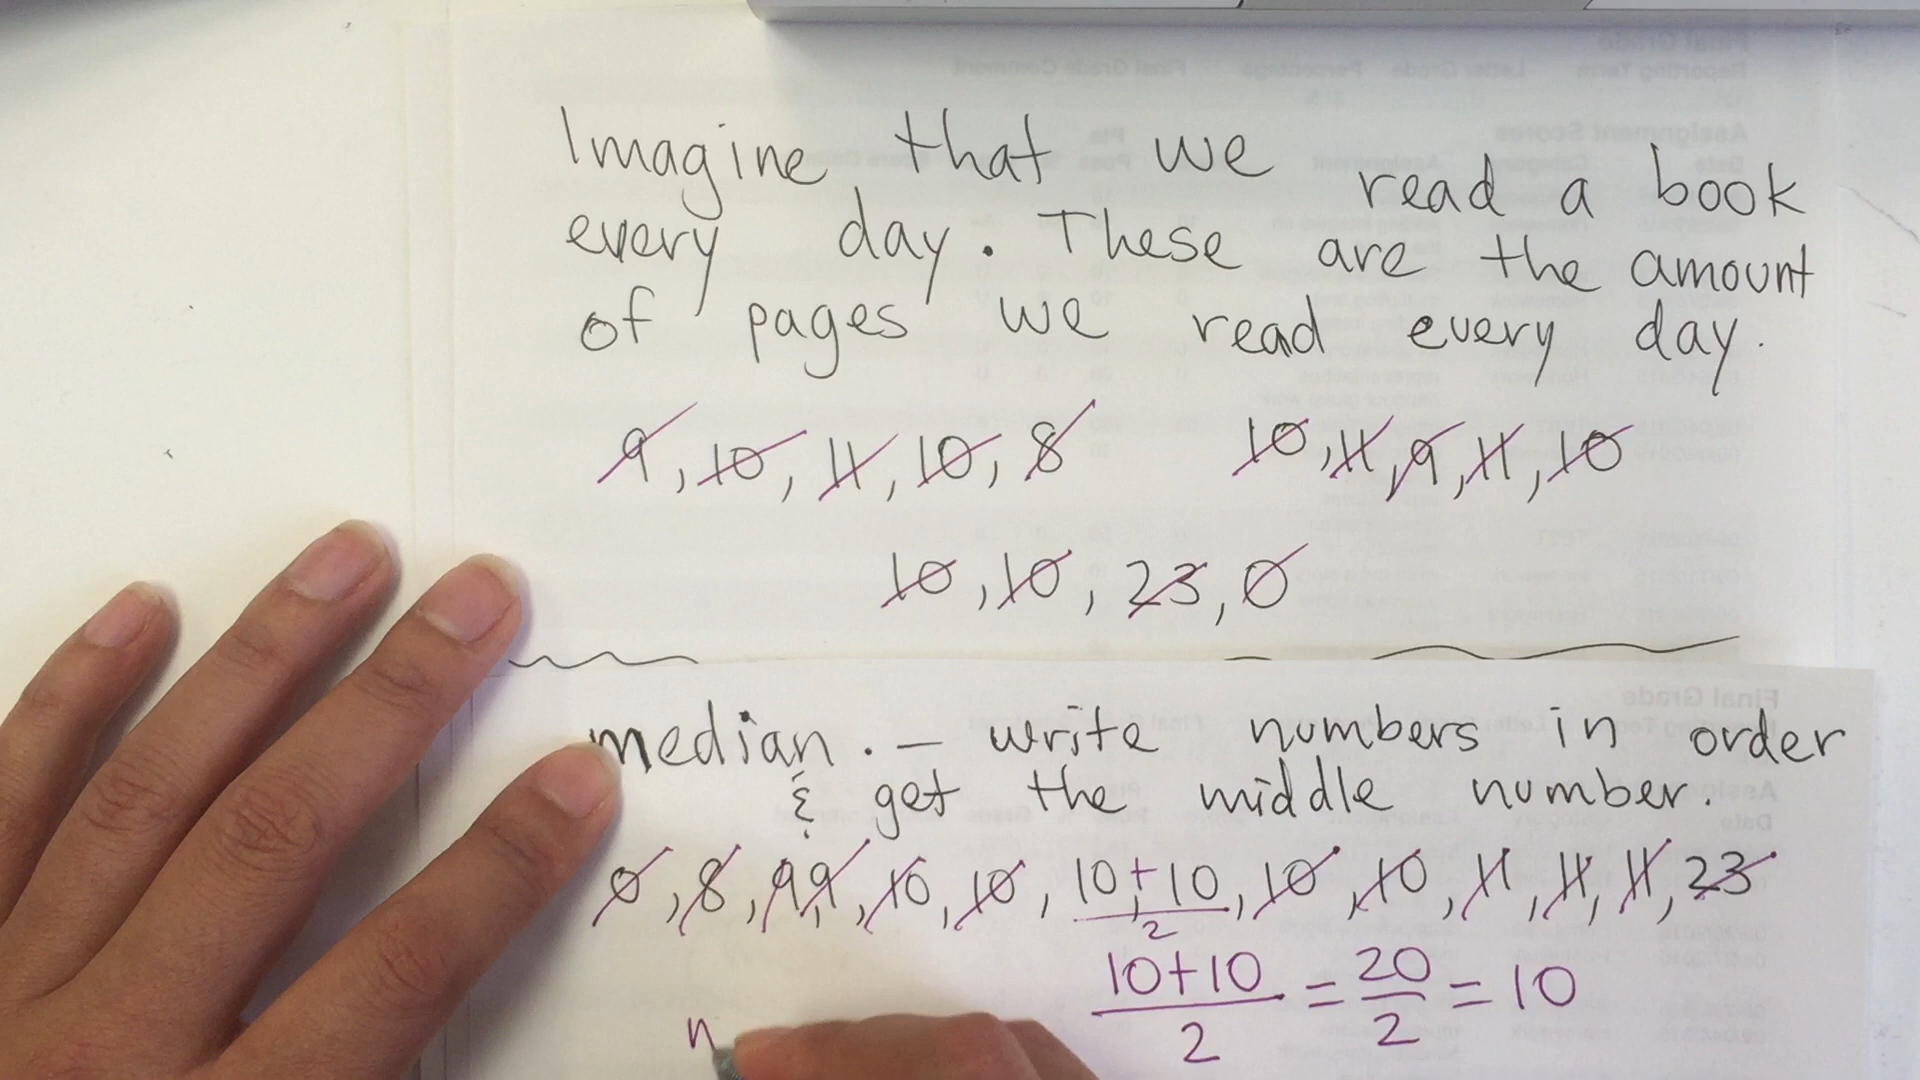 Imagine that we read a book
every day. These are the amount
of pages we read every day.
9, 10, 11, 10, 8 10, 11, 9, 11, 10
10, 10, 23, 0
median. – write numbers in order
& get the middle number.
0, 8, 9, 9, 10, 10, 10+10, 10, 10, 11, 11, 11, 23
2
10+10 = 20 = 10
2 2